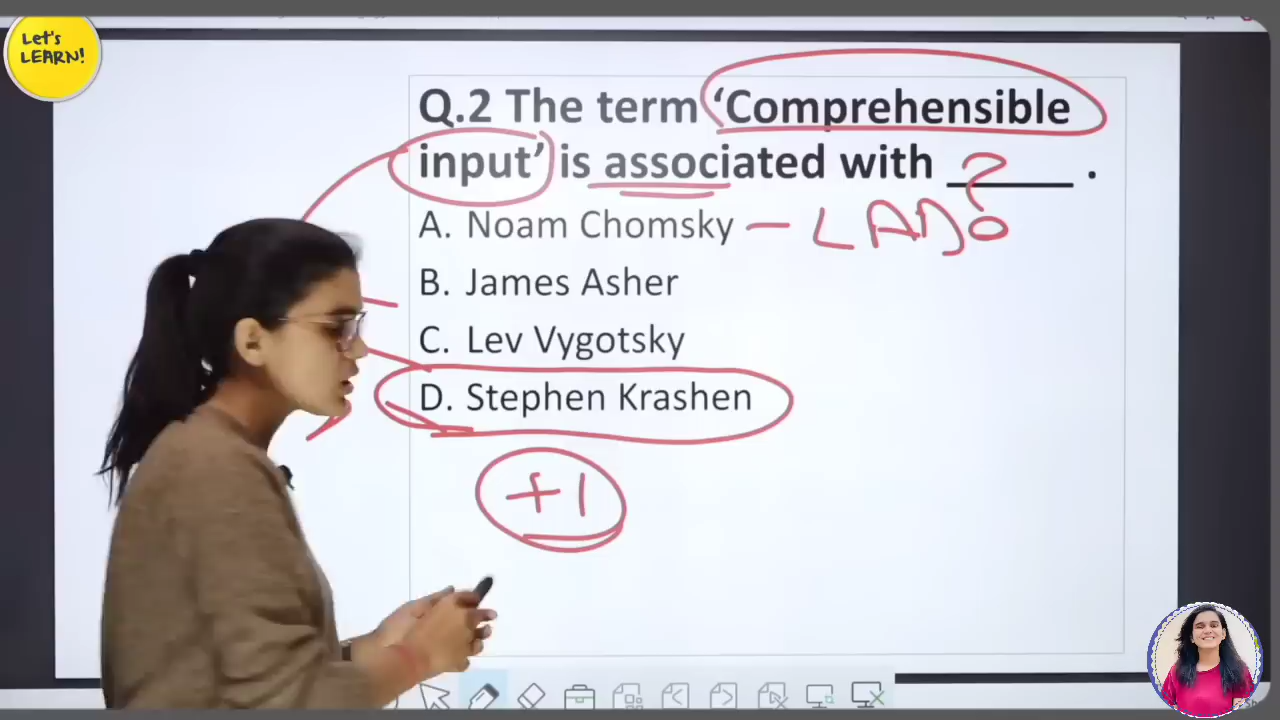 Let's
LEARN!
Q.2 The term ‘Comprehensible
input’ is associated with ______ .
?
A. Noam Chomsky — LAD
B. James Asher
C. Lev Vygotsky
D. Stephen Krashen
+1